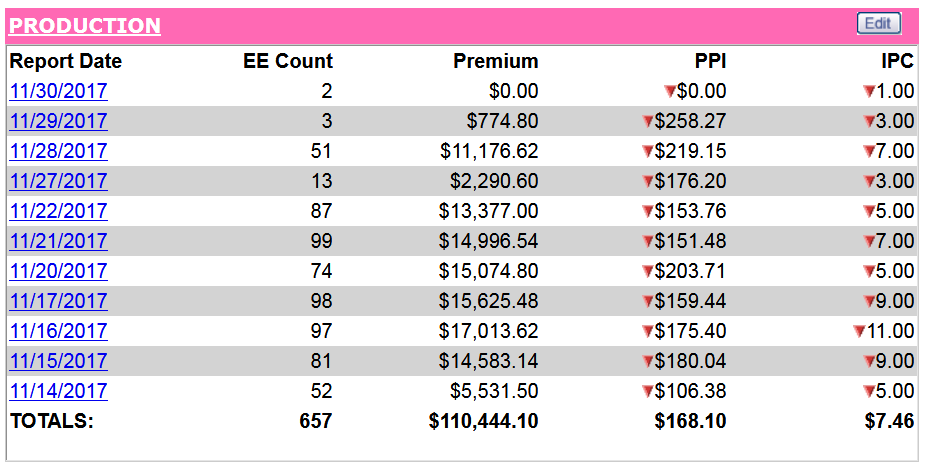 PRODUCTION Edit
Report Date EE Count Premium PPI IPC
11/30/2017 2 $0.00 $0.00 1.00
11/29/2017 3 $774.80 $258.27 3.00
11/28/2017 51 $11,176.62 $219.15 7.00
11/27/2017 13 $2,290.60 $176.20 3.00
11/22/2017 87 $13,377.00 $153.76 5.00
11/21/2017 99 $14,996.54 $151.48 7.00
11/20/2017 74 $15,074.80 $203.71 5.00
11/17/2017 98 $15,625.48 $159.44 9.00
11/16/2017 97 $17,013.62 $175.40 11.00
11/15/2017 81 $14,583.14 $180.04 9.00
11/14/2017 52 $5,531.50 $106.38 5.00
TOTALS: 657 $110,444.10 $168.10 $7.46